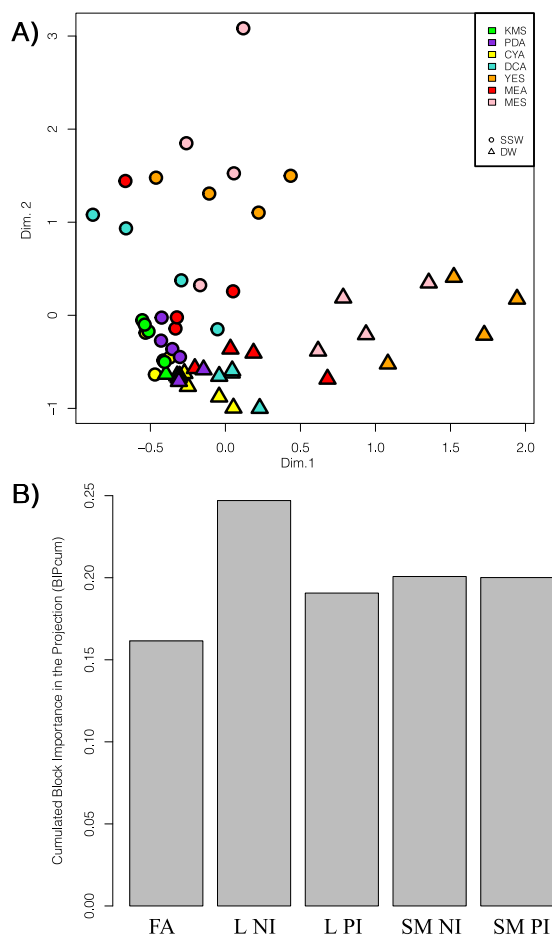 A)
KMS
PDA
CYA
DCA
YES
MEA
MES
SSW
DW
3
2
1
0
−1
Dim. 2
−0.5 0.0 0.5 1.0 1.5 2.0
Dim.1
B)
0.25
0.20
0.15
0.10
0.05
0.00
Cumulated Block Importance in the Projection (BIPcum)
FA L NI L PI SM NI SM PI